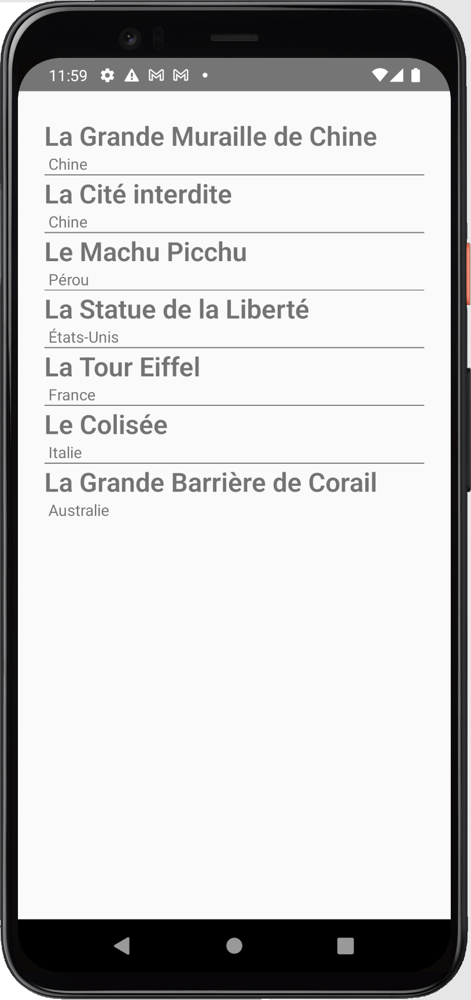 11:59
La Grande Muraille de Chine
Chine
La Cité interdite
Chine
Le Machu Picchu
Pérou
La Statue de la Liberté
États-Unis
La Tour Eiffel
France
Le Colisée
Italie
La Grande Barrière de Corail
Australie